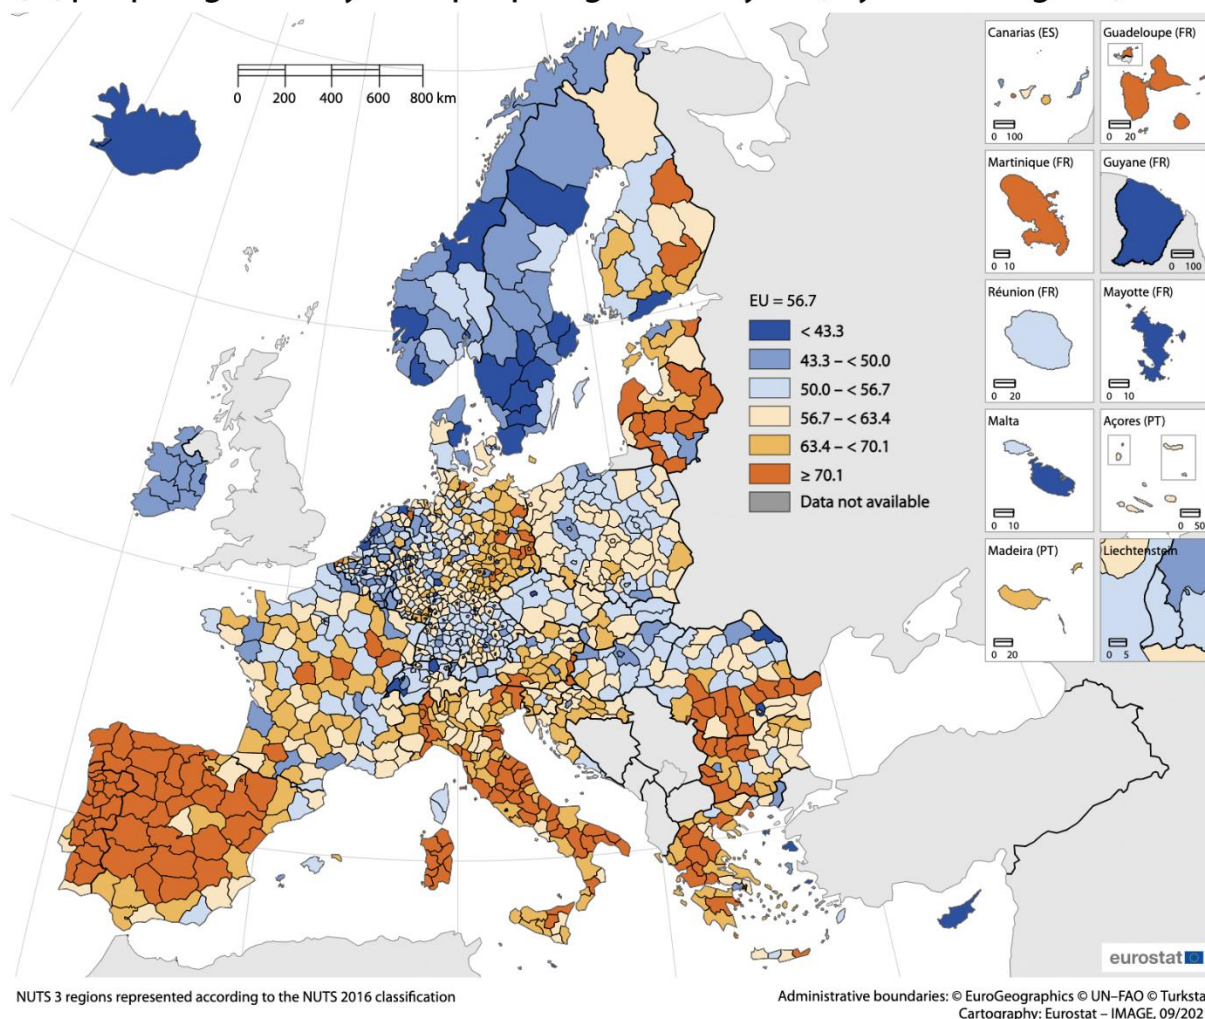 0 200 400 600 800 km
Canarias (ES)
0 100
Guadeloupe (FR)
0 20
Martinique (FR)
0 10
Guyane (FR)
0 100
Réunion (FR)
0 20
Mayotte (FR)
0 10
Malta
0 10
Açores (PT)
0 50
Madeira (PT)
0 20
Liechtenstein
0 5
EU = 56.7
< 43.3
43.3 – < 50.0
50.0 – < 56.7
56.7 – < 63.4
63.4 – < 70.1
≥ 70.1
Data not available
eurostat
NUTS 3 regions represented according to the NUTS 2016 classification
Administrative boundaries: © EuroGeographics © UN–FAO © Turksta
Cartography: Eurostat – IMAGE, 09/202